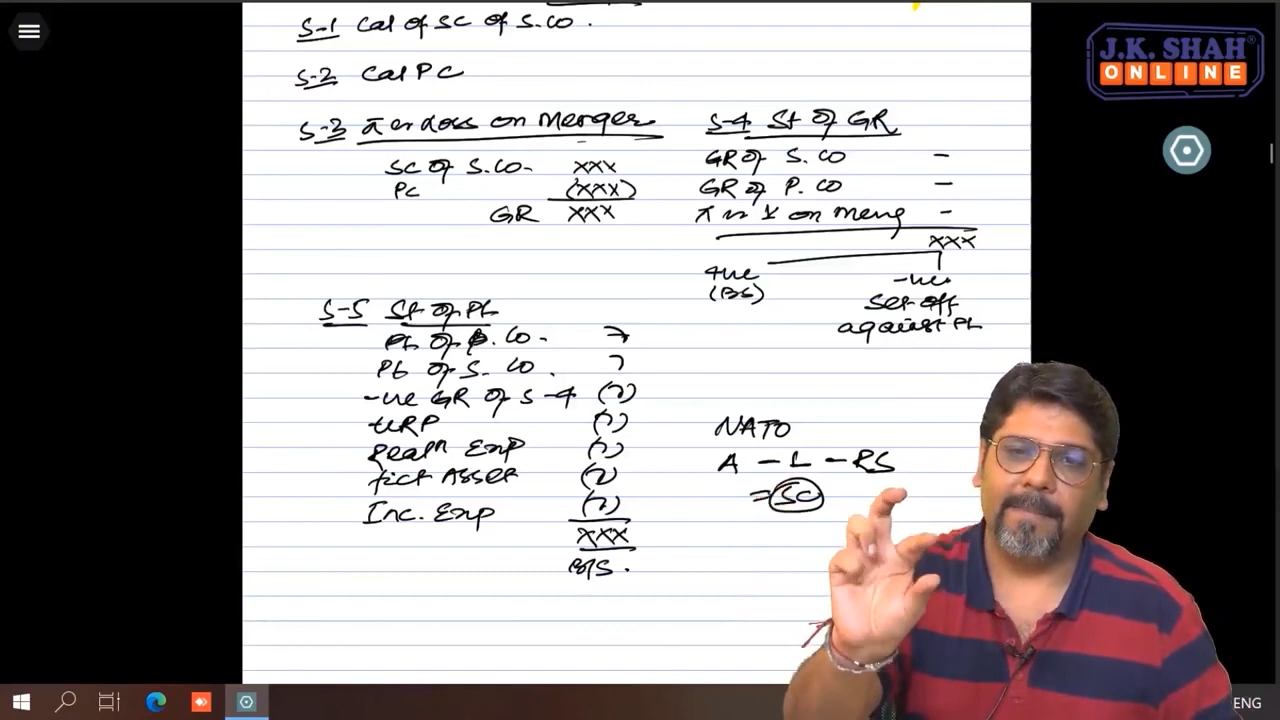 S-1 Cal of SC of S.CO.
S-2 Cal PC
S-3 π or Loss on Merger
SC of S.CO- XXX
PC (XXX)
GR XXX
S-4 St of GR
GR of S. CO -
GR of P. CO -
π or L on Merg -
XXX
+ve
(BS)
-ve
Set off
against PL
S-5 St of PL
PL of P. CO-
PL of S. CO.
-ve GR of S-4
URP
Realn Exp
fict Asset
Inc. Exp
XXX
B/S.
NATO
A - L - RS
= SC
J.K. SHAH
ONLINE
ENG